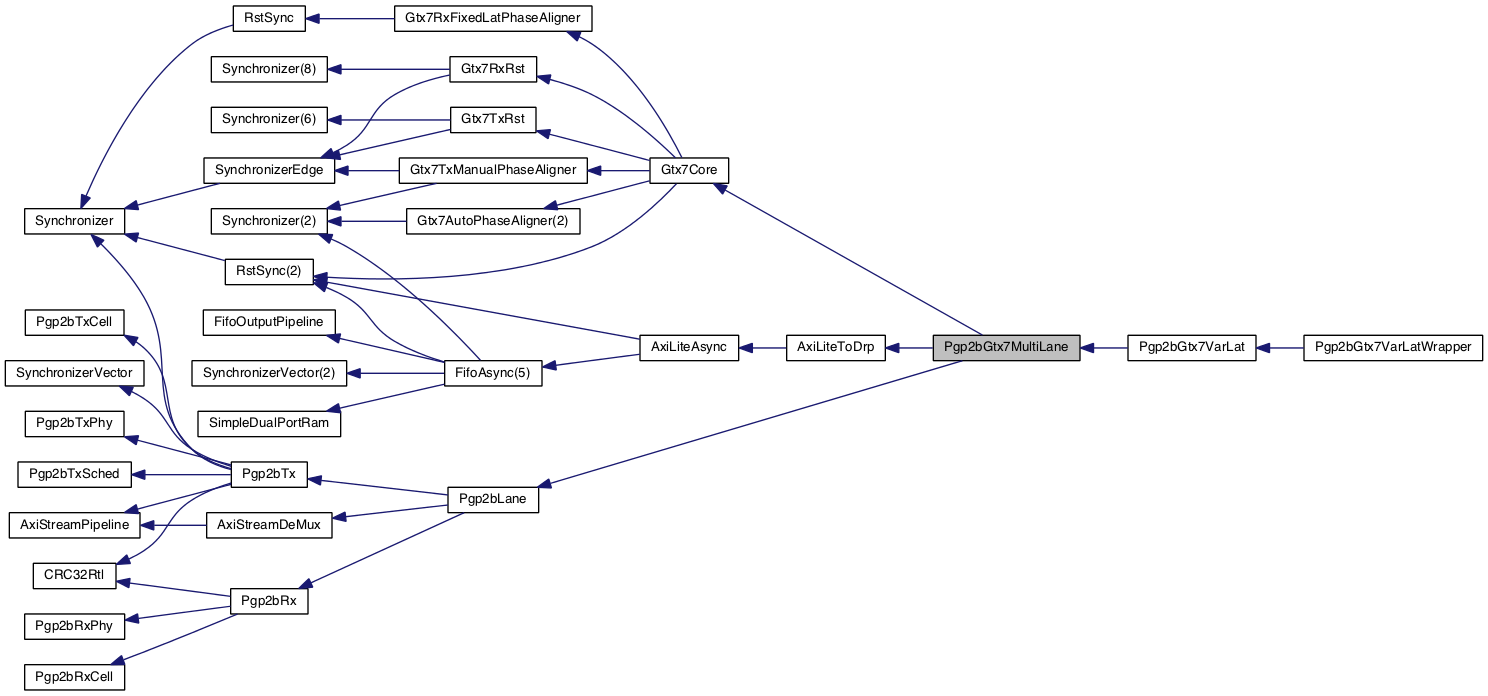 RstSync
Gtx7RxFixedLatPhaseAligner
Synchronizer(8)
Gtx7RxRst
Synchronizer(6)
Gtx7TxRst
SynchronizerEdge
Gtx7TxManualPhaseAligner
Gtx7Core
Synchronizer
Synchronizer(2)
Gtx7AutoPhaseAligner(2)
RstSync(2)
Pgp2bTxCell
FifoOutputPipeline
AxiLiteAsync
AxiLiteToDrp
Pgp2bGtx7MultiLane
Pgp2bGtx7VarLat
Pgp2bGtx7VarLatWrapper
SynchronizerVector
SynchronizerVector(2)
FifoAsync(5)
Pgp2bTxPhy
SimpleDualPortRam
Pgp2bTxSched
Pgp2bTx
Pgp2bLane
AxiStreamPipeline
AxiStreamDeMux
CRC32Rtl
Pgp2bRx
Pgp2bRxPhy
Pgp2bRxCell